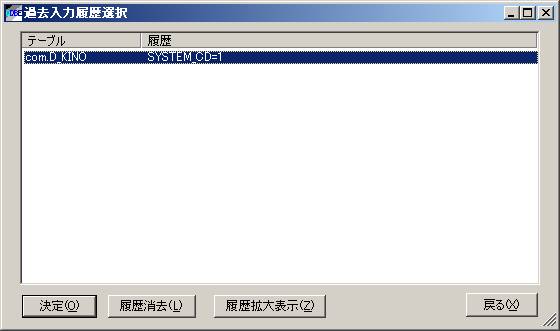 DBE 過去入力履歴選択
テーブル 履歴
com.D_KINO SYSTEM_CD=1
決定(O) 履歴消去(L) 履歴拡大表示(Z) 戻る(X)